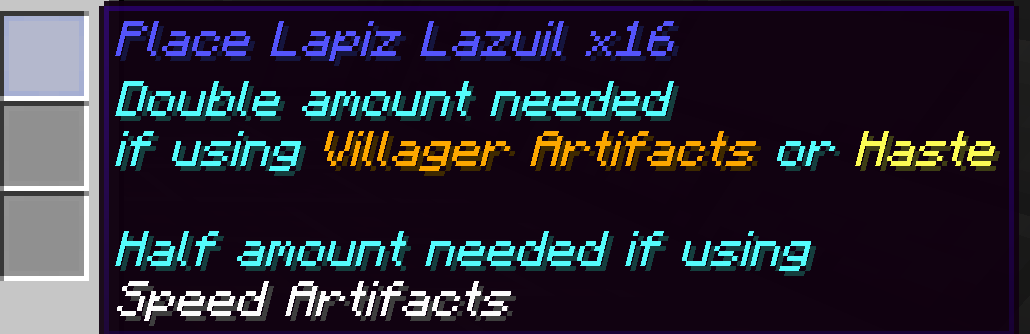 Place Lapiz Lazuil x16
Double amount needed
if using Villager Artifacts or Haste
Half amount needed if using
Speed Artifacts